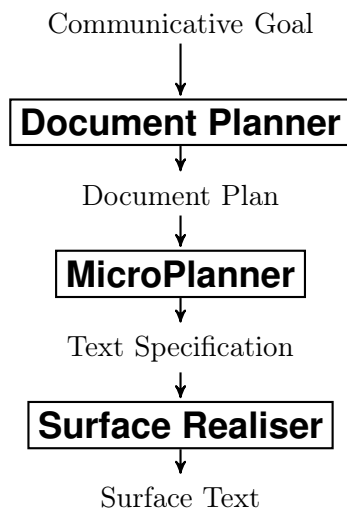 Communicative Goal
Document Planner
Document Plan
MicroPlanner
Text Specification
Surface Realiser
Surface Text